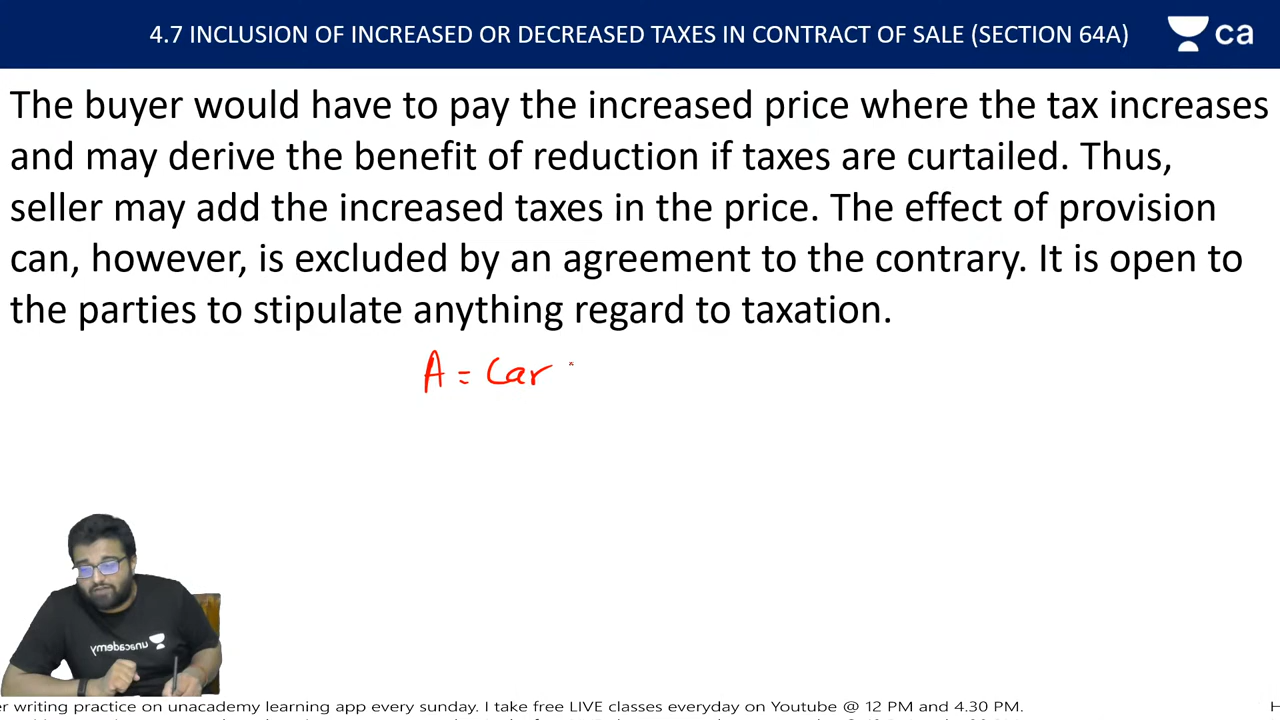 4.7 INCLUSION OF INCREASED OR DECREASED TAXES IN CONTRACT OF SALE (SECTION 64A)
ca
The buyer would have to pay the increased price where the tax increases
and may derive the benefit of reduction if taxes are curtailed. Thus,
seller may add the increased taxes in the price. The effect of provision
can, however, is excluded by an agreement to the contrary. It is open to
the parties to stipulate anything regard to taxation.
A = Car
unacademy
er writing practice on unacademy learning app every sunday. I take free LIVE classes everyday on Youtube @ 12 PM and 4.30 PM.
H